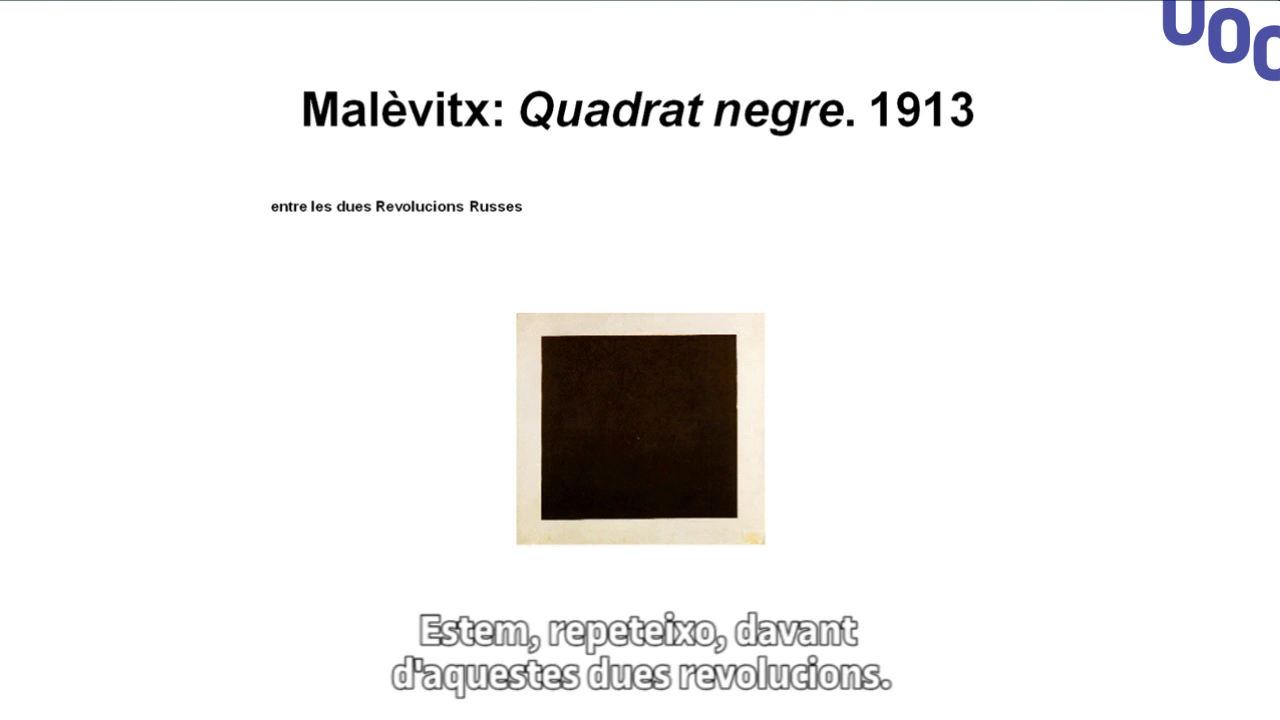 UOC
Malèvitx: Quadrat negre. 1913
entre les dues Revolucions Russes
Estem, repeteixo, davant
d'aquestes dues revolucions.